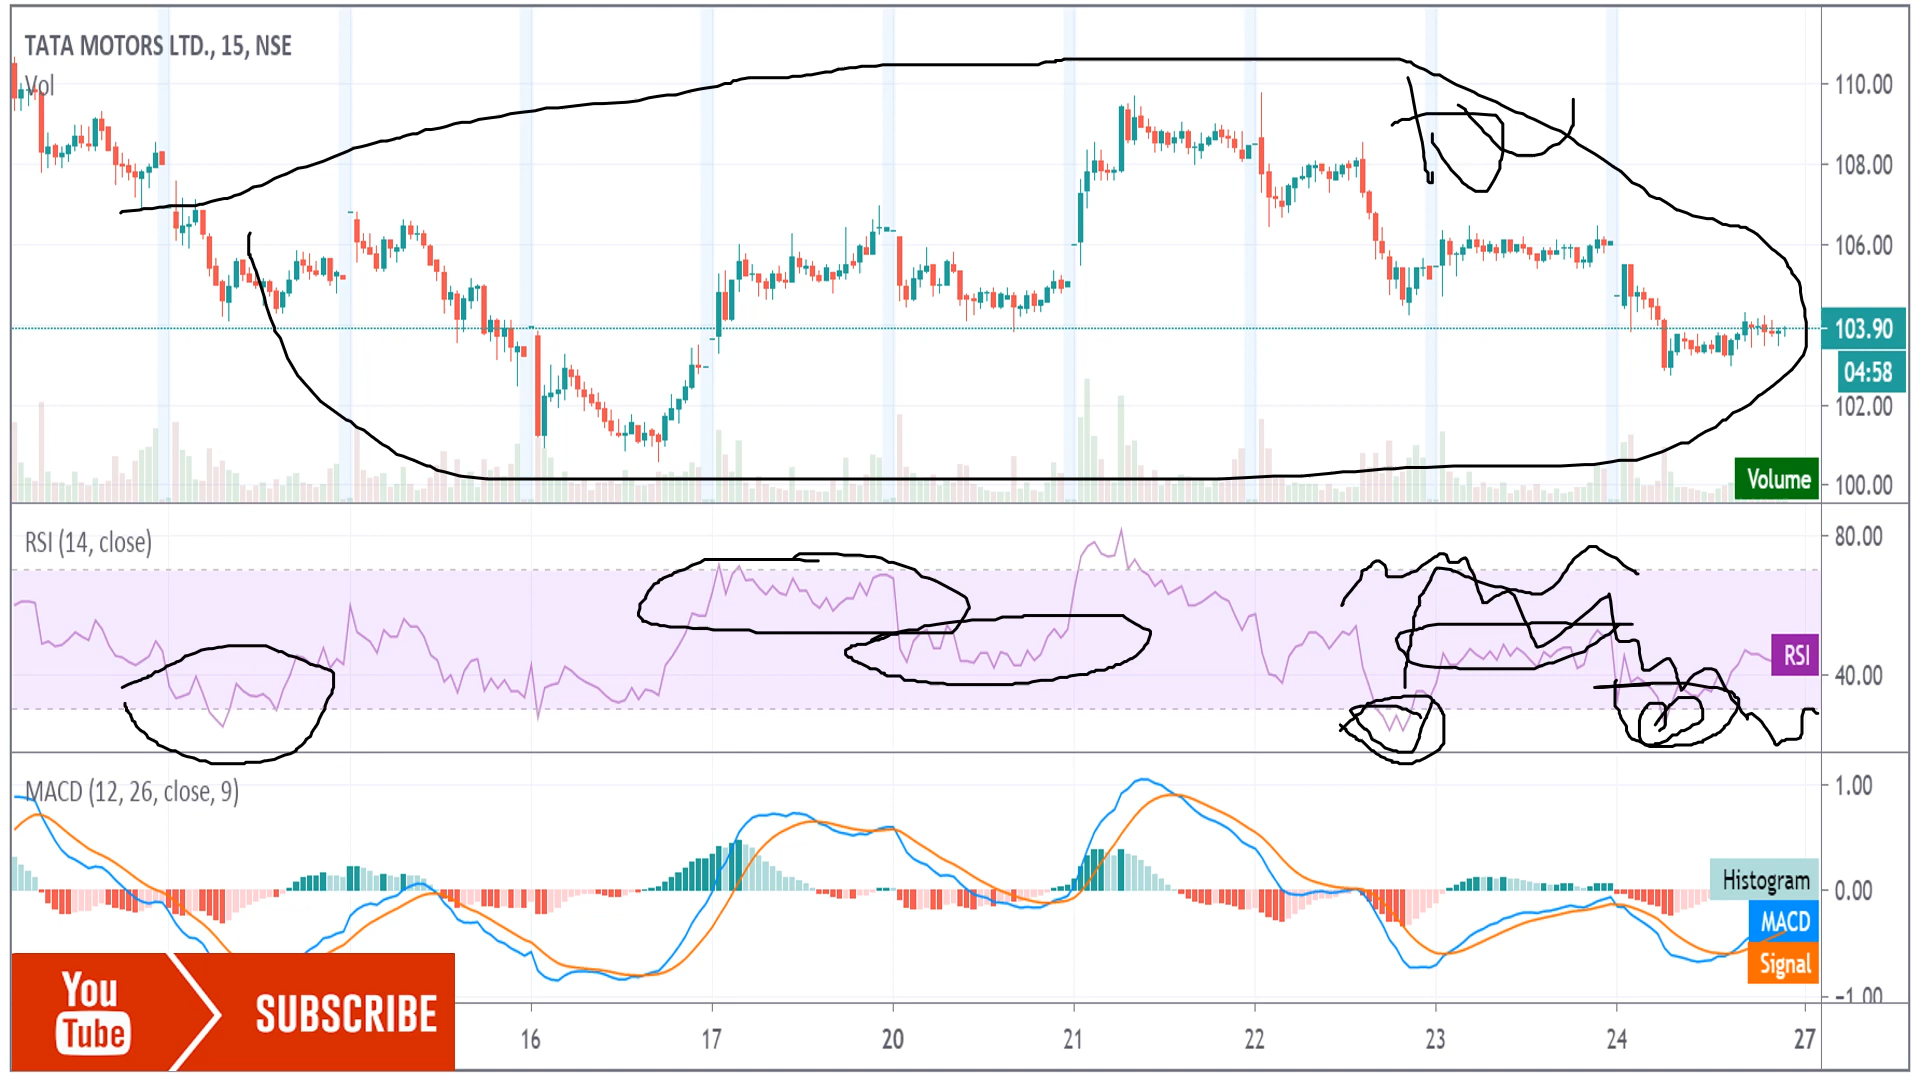 TATA MOTORS LTD., 15, NSE
Vol
110.00
108.00
106.00
103.90
04:58
102.00
Volume
100.00
RSI (14, close)
80.00
RSI
40.00
MACD (12, 26, close, 9)
1.00
Histogram
0.00
MACD
Signal
−1.00
You
Tube
SUBSCRIBE
16 17 20 21 22 23 24 27